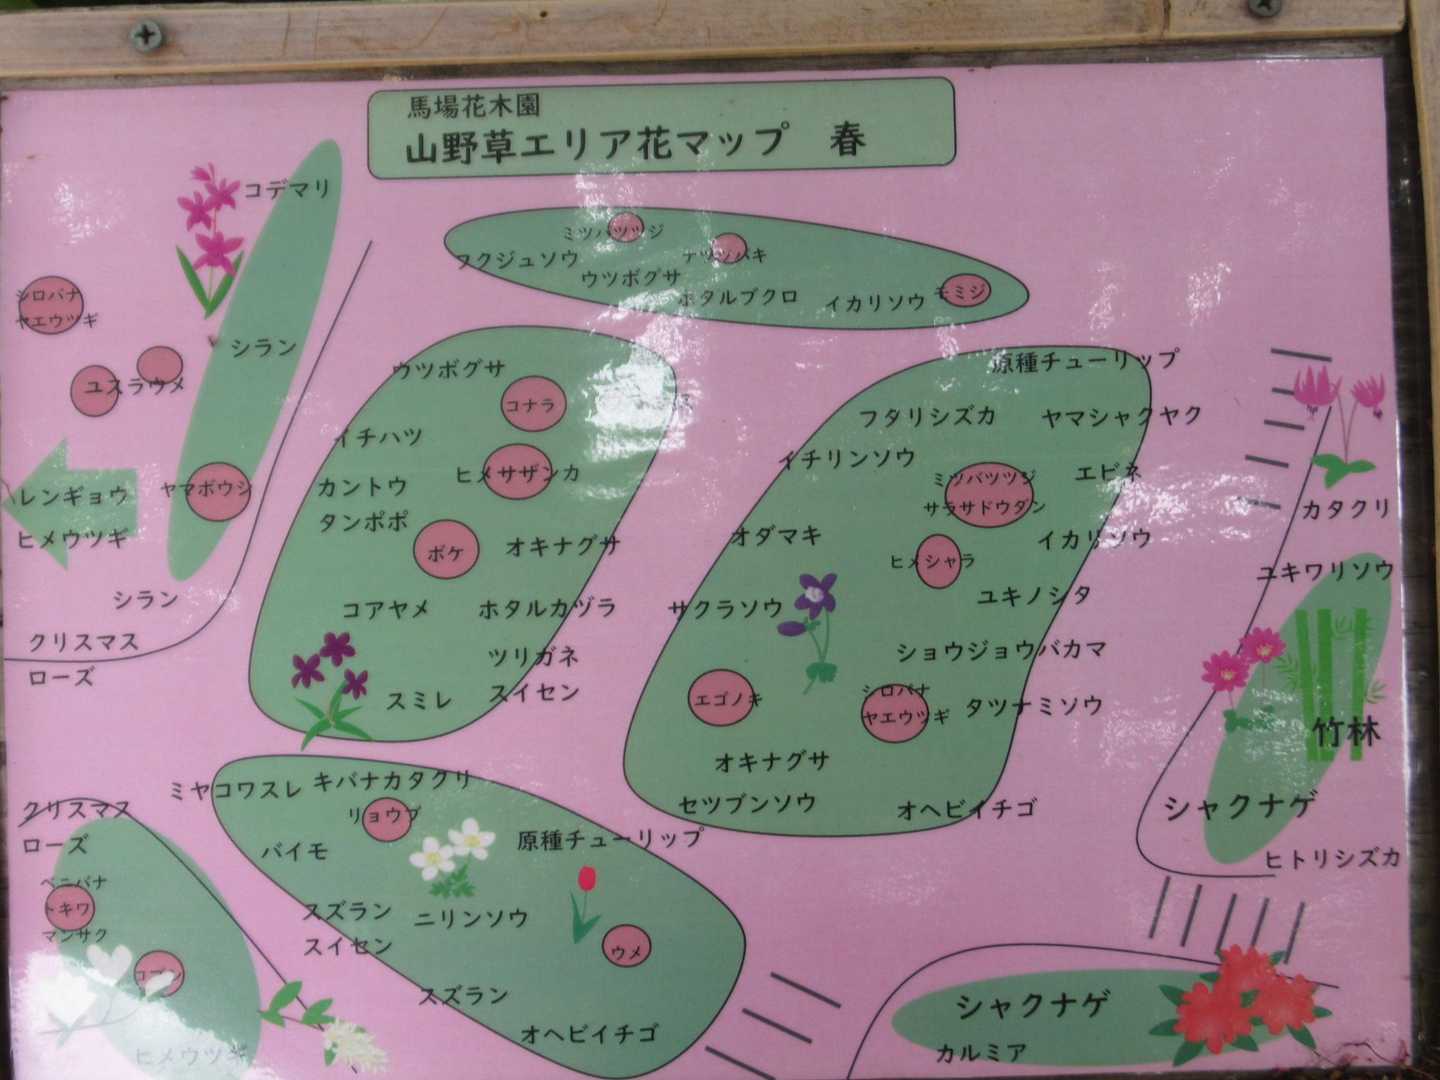 馬場花木園
山野草エリア花マップ 春
コデマリ
シロバナ
ヤエウツギ
シラン
ユスラウメ
レンギョウ
ヒメウツギ
ヤマボウシ
シラン
クリスマス
ローズ
ミツバツツジ
フクジュソウ
ナツツバキ
ウツボグサ
ホタルブクロ
イカリソウ
モミジ
ウツボグサ
コナラ
イチハツ
ヒメサザンカ
カントウ
タンポポ
ボケ
オキナグサ
コアヤメ
ホタルカヅラ
ツリガネ
スイセン
スミレ
原種チューリップ
フタリシズカ
ヤマシャクヤク
イチリンソウ
ミツバツツジ
エビネ
サラサドウダン
オダマキ
イカリソウ
ヒメシャラ
ユキノシタ
サクラソウ
ショウジョウバカマ
エゴノキ
シロバナ
ヤエウツギ
タツナミソウ
オキナグサ
セツブンソウ
オヘビイチゴ
カタクリ
ユキワリソウ
竹林
シャクナゲ
ヒトリシズカ
ミヤコワスレ
キバナカタクリ
リョウブ
バイモ
原種チューリップ
スズラン
スイセン
ニリンソウ
ウメ
スズラン
オヘビイチゴ
クリスマス
ローズ
ベニバナ
トキワ
マンサク
コブシ
ヒメウツギ
シャクナゲ
カルミア